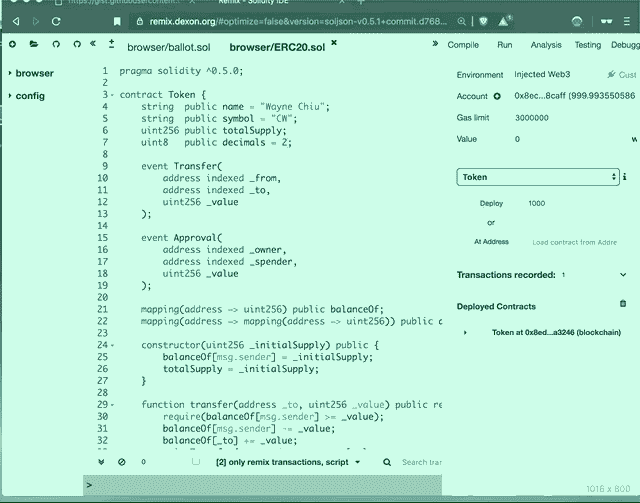 https://gist.githubusercontent
Remix - Solidity IDE
remix.dexon.org/#optimize=false&version=soljson-v0.5.1+commit.d768...
browser/ballot.sol
browser/ERC20.sol ×
» Compile Run Analysis Testing Debugg
browser
config
1 pragma solidity ^0.5.0;
2
3 contract Token {
4 string public name = "Wayne Chiu";
5 string public symbol = "CW";
6 uint256 public totalSupply;
7 uint8 public decimals = 2;
8
9 event Transfer(
10 address indexed _from,
11 address indexed _to,
12 uint256 _value
13 );
14
15 event Approval(
16 address indexed _owner,
17 address indexed _spender,
18 uint256 _value
19 );
20
21 mapping(address => uint256) public balanceOf;
22 mapping(address => mapping(address => uint256)) public a
23
24 constructor(uint256 _initialSupply) public {
25 balanceOf[msg.sender] = _initialSupply;
26 totalSupply = _initialSupply;
27 }
28
29 function transfer(address _to, uint256 _value) public re
30 require(balanceOf[msg.sender] >= _value);
31 balanceOf[msg.sender] -= _value;
32 balanceOf[_to] += _value;
0 [2] only remix transactions, script Search tran
>
Environment Injected Web3 Cust
Account 0x8ec...8caff (999.993550586
Gas limit 3000000
Value 0 w
Token i
Deploy 1000
or
At Address Load contract from Addre
Transactions recorded: 1
Deployed Contracts
Token at 0x8ed...a3246 (blockchain)
1016 x 800